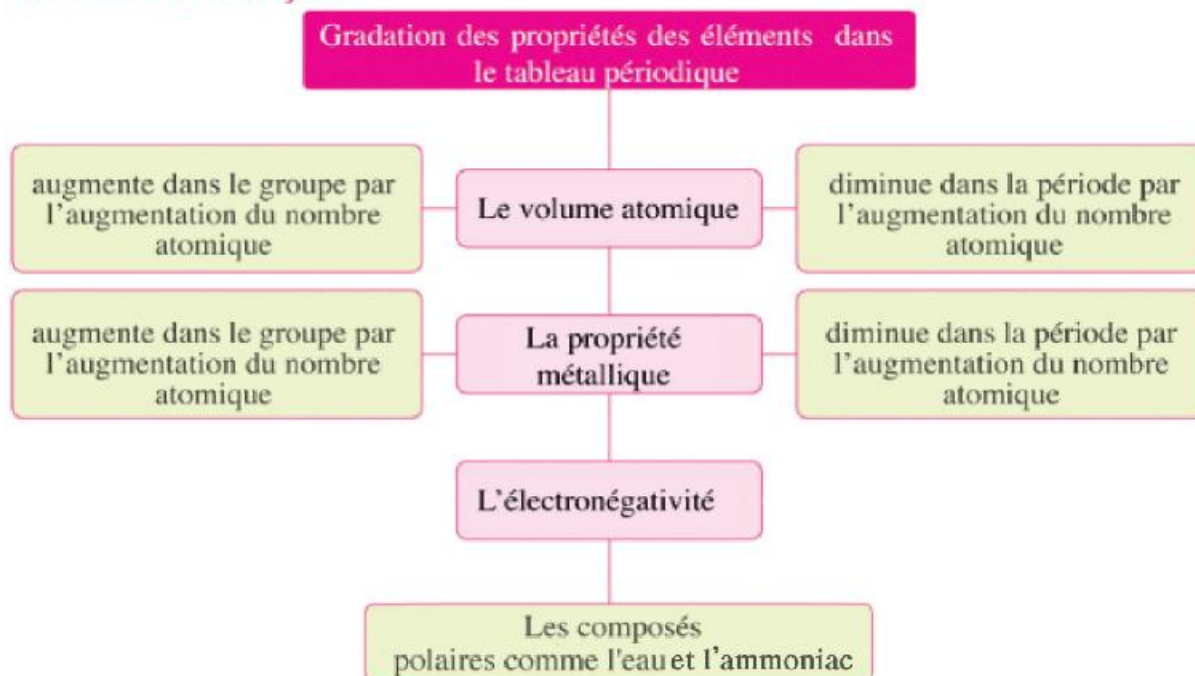 Gradation des propriétés des éléments dans
le tableau périodique
augmente dans le groupe par
l'augmentation du nombre
atomique
Le volume atomique
diminue dans la période par
l'augmentation du nombre
atomique
augmente dans le groupe par
l'augmentation du nombre
atomique
La propriété
métallique
diminue dans la période par
l'augmentation du nombre
atomique
L'électronégativité
Les composés
polaires comme l'eau et l'ammoniac